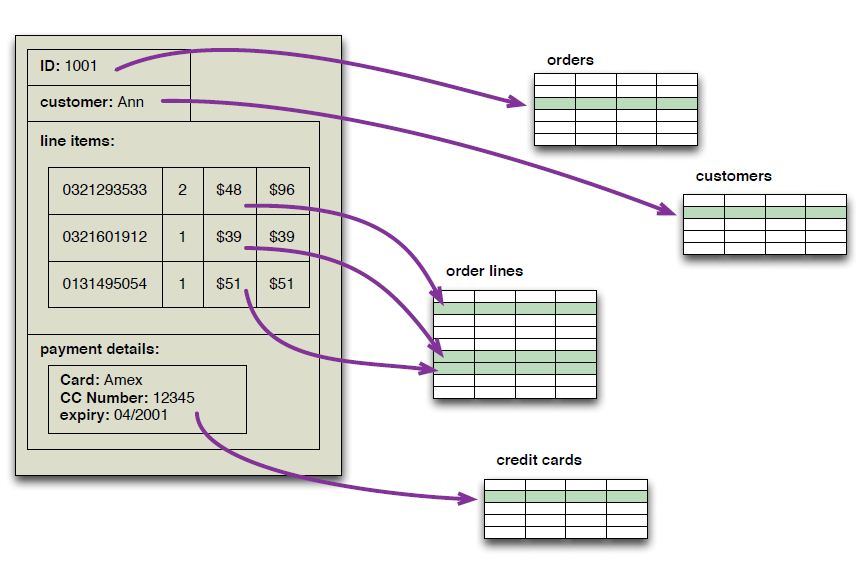 ID: 1001
customer: Ann
line items:
0321293533 2 $48 $96
0321601912 1 $39 $39
0131495054 1 $51 $51
payment details:
Card: Amex
CC Number: 12345
expiry: 04/2001
orders
customers
order lines
credit cards